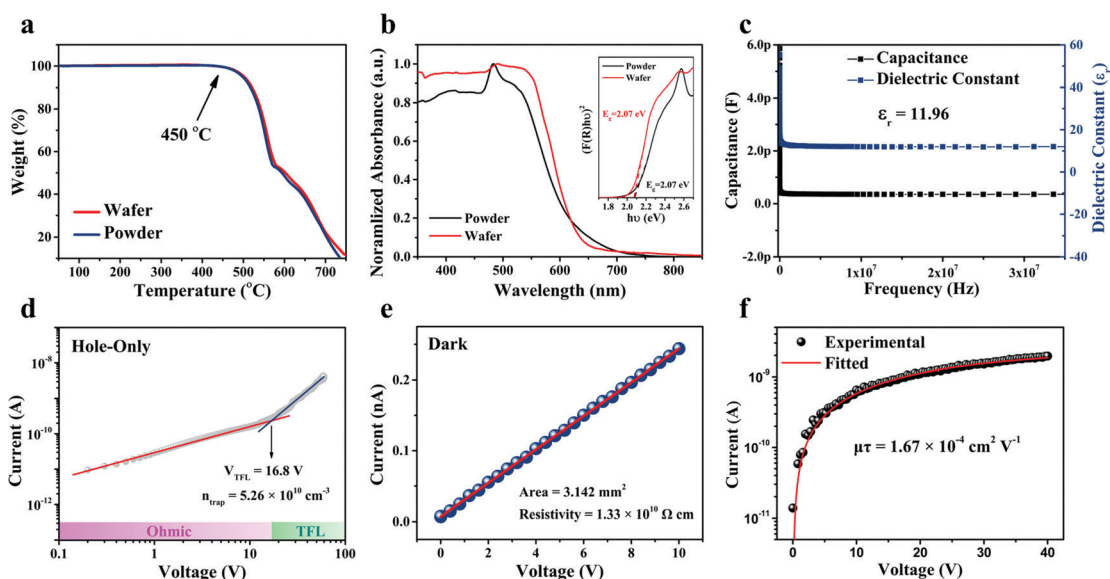 a
100
80
60
40
20
Weight (%)
450 °C
Wafer
Powder
100 200 300 400 500 600 700
Temperature (°C)
b
1.0
0.8
0.6
0.4
0.2
0.0
Noramlized Absorbance (a.u.)
Powder
Wafer
400 500 600 700 800
Wavelength (nm)
Powder
Wafer
E_g=2.07 eV
E_g=2.07 eV
(F(R)hυ)²
1.8 2.0 2.2 2.4 2.6
hυ (eV)
c
6.0p
4.0p
2.0p
0.0
-2.0p
Capacitance (F)
Capacitance
Dielectric Constant
ε_r = 11.96
60
40
20
0
-20
-40
Dielectric Constant (ε_r)
1x10⁷ 2x10⁷ 3x10⁷
Frequency (Hz)
d
Hole-Only
10⁻⁸
10⁻¹⁰
10⁻¹²
Current (A)
V_TFL = 16.8 V
n_trap = 5.26 × 10¹⁰ cm⁻³
Ohmic
TFL
0.1 1 10 100
Voltage (V)
e
Dark
0.2
0.1
0.0
Current (nA)
Area = 3.142 mm²
Resistivity = 1.33 × 10¹⁰ Ω cm
0 2 4 6 8 10
Voltage (V)
f
Experimental
Fitted
10⁻⁹
10⁻¹⁰
10⁻¹¹
Current (A)
μτ = 1.67 × 10⁻⁴ cm² V⁻¹
0 10 20 30 40
Voltage (V)